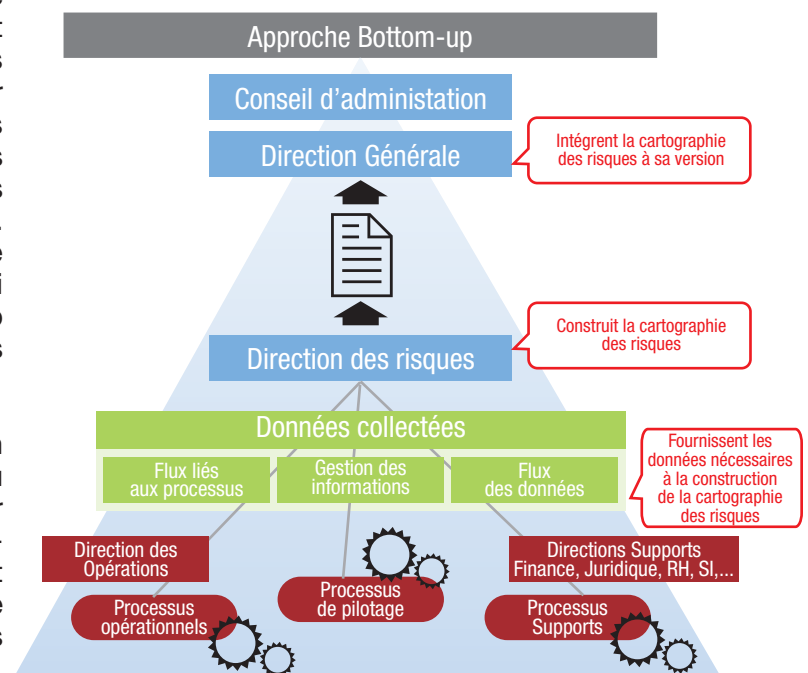 Approche Bottom-up
Conseil d'administation
Direction Générale
Intégrent la cartographie
des risques à sa version
Direction des risques
Construit la cartographie
des risques
Données collectées
Flux liés
aux processus
Gestion des
informations
Flux
des données
Fournissent les
données nécessaires
à la construction
de la cartographie
des risques
Direction des
Opérations
Directions Supports
Finance, Juridique, RH, SI,...
Processus
opérationnels
Processus
de pilotage
Processus
Supports